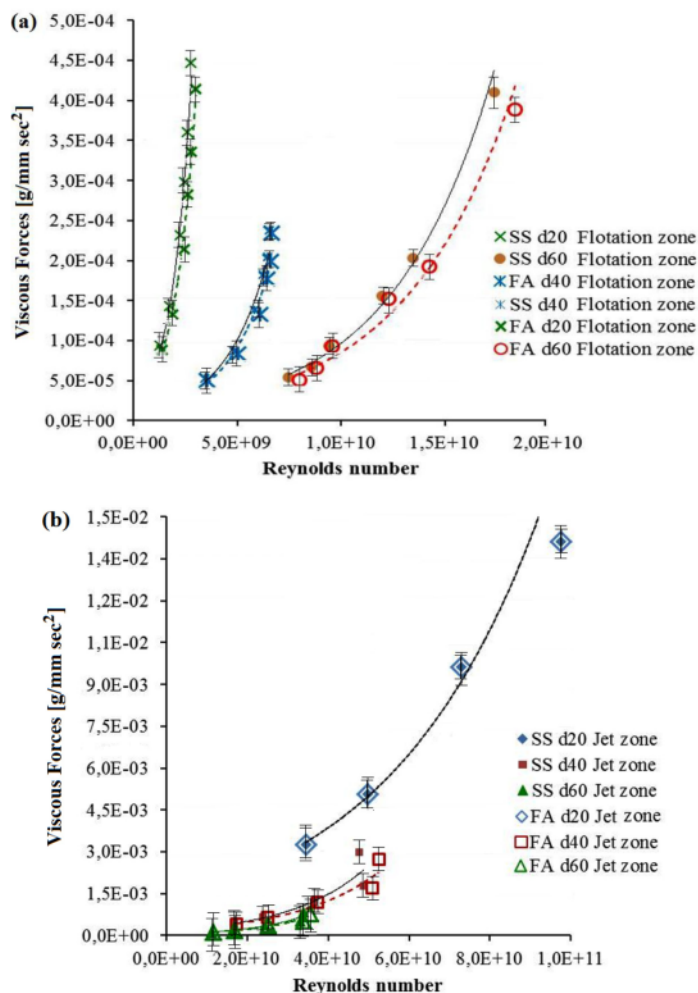 (a)
5,0E-04
4,5E-04
4,0E-04
3,5E-04
3,0E-04
2,5E-04
2,0E-04
1,5E-04
1,0E-04
5,0E-05
0,0E+00
Viscous Forces [g/mm sec²]
SS d20 Flotation zone
SS d60 Flotation zone
FA d40 Flotation zone
SS d40 Flotation zone
FA d20 Flotation zone
FA d60 Flotation zone
0,0E+00 5,0E+09 1,0E+10 1,5E+10 2,0E+10
Reynolds number
(b)
1,5E-02
1,4E-02
1,2E-02
1,1E-02
9,0E-03
7,5E-03
6,0E-03
4,5E-03
3,0E-03
1,5E-03
0,0E+00
Viscous Forces [g/mm sec²]
SS d20 Jet zone
SS d40 Jet zone
SS d60 Jet zone
FA d20 Jet zone
FA d40 Jet zone
FA d60 Jet zone
0,0E+00 2,0E+10 4,0E+10 6,0E+10 8,0E+10 1,0E+11
Reynolds number